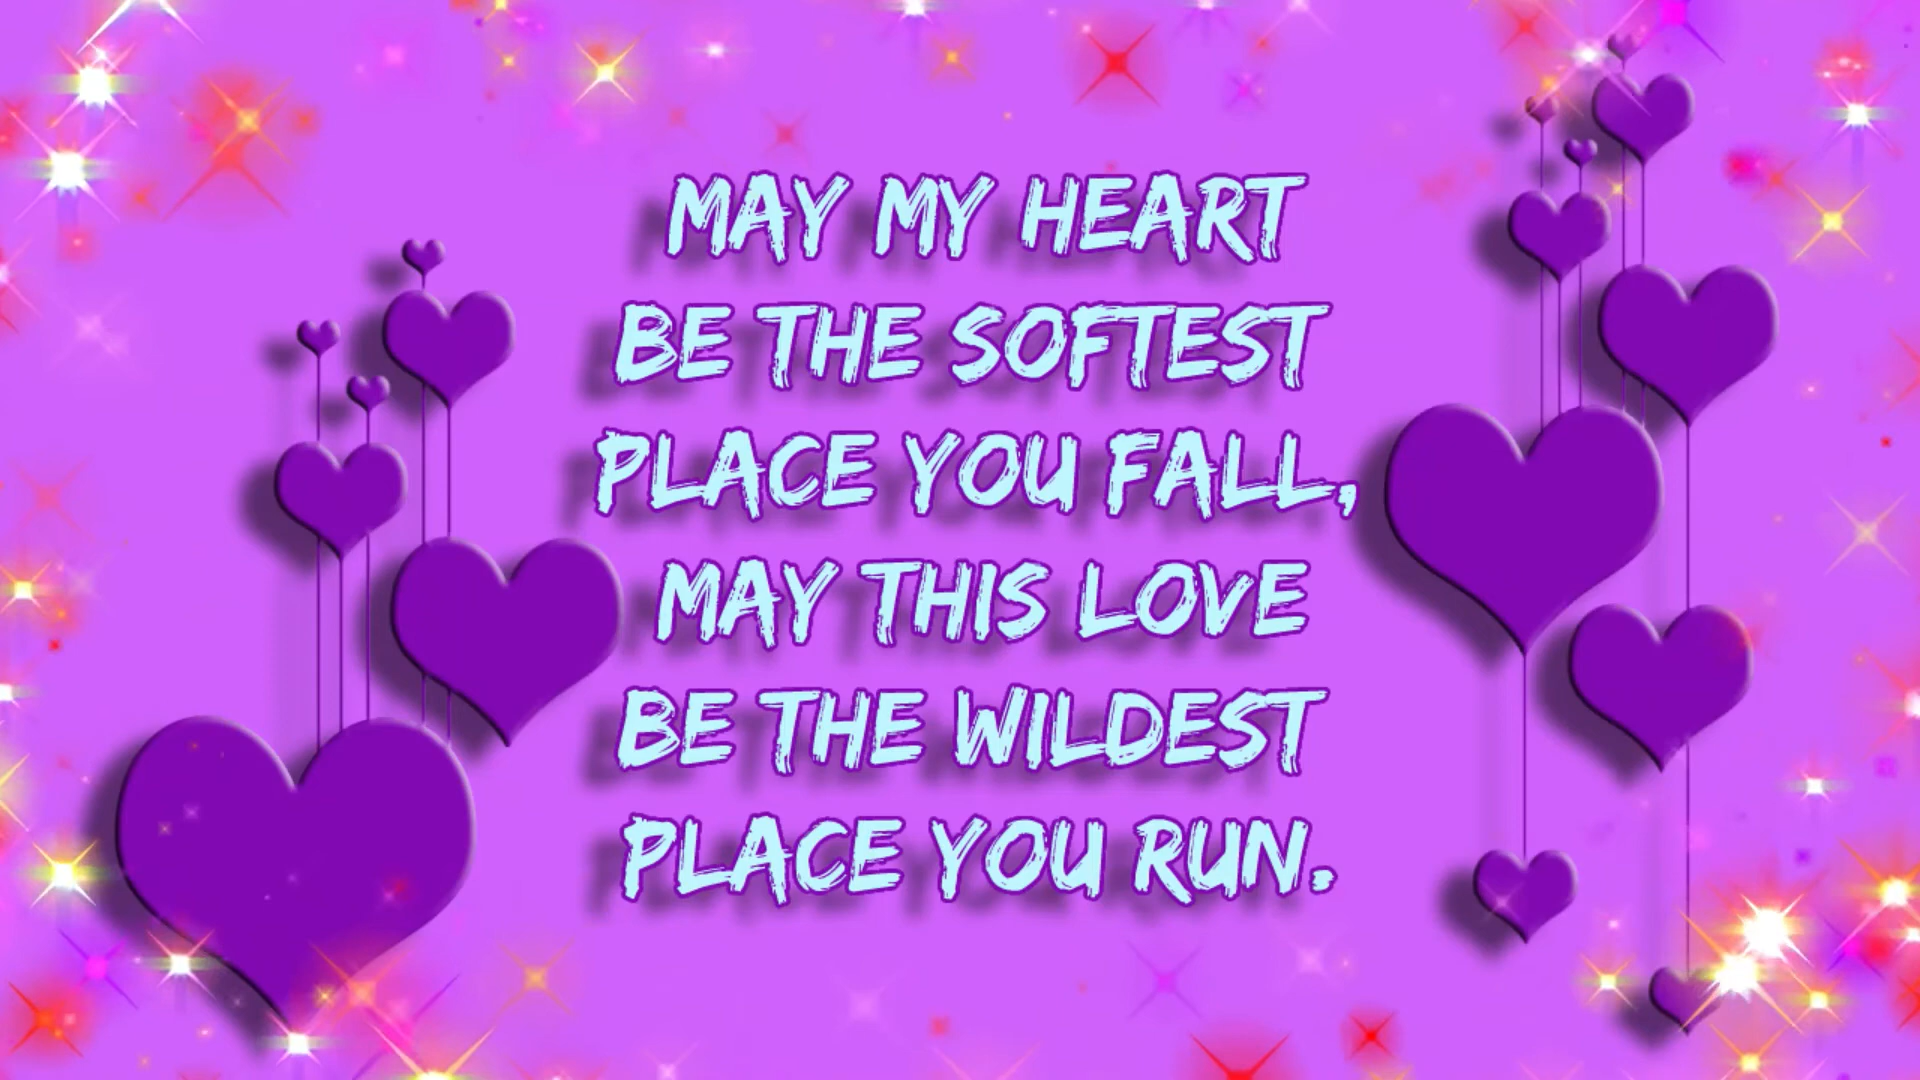 MAY MY HEART
BE THE SOFTEST
PLACE YOU FALL,
MAY THIS LOVE
BE THE WILDEST
PLACE YOU RUN.